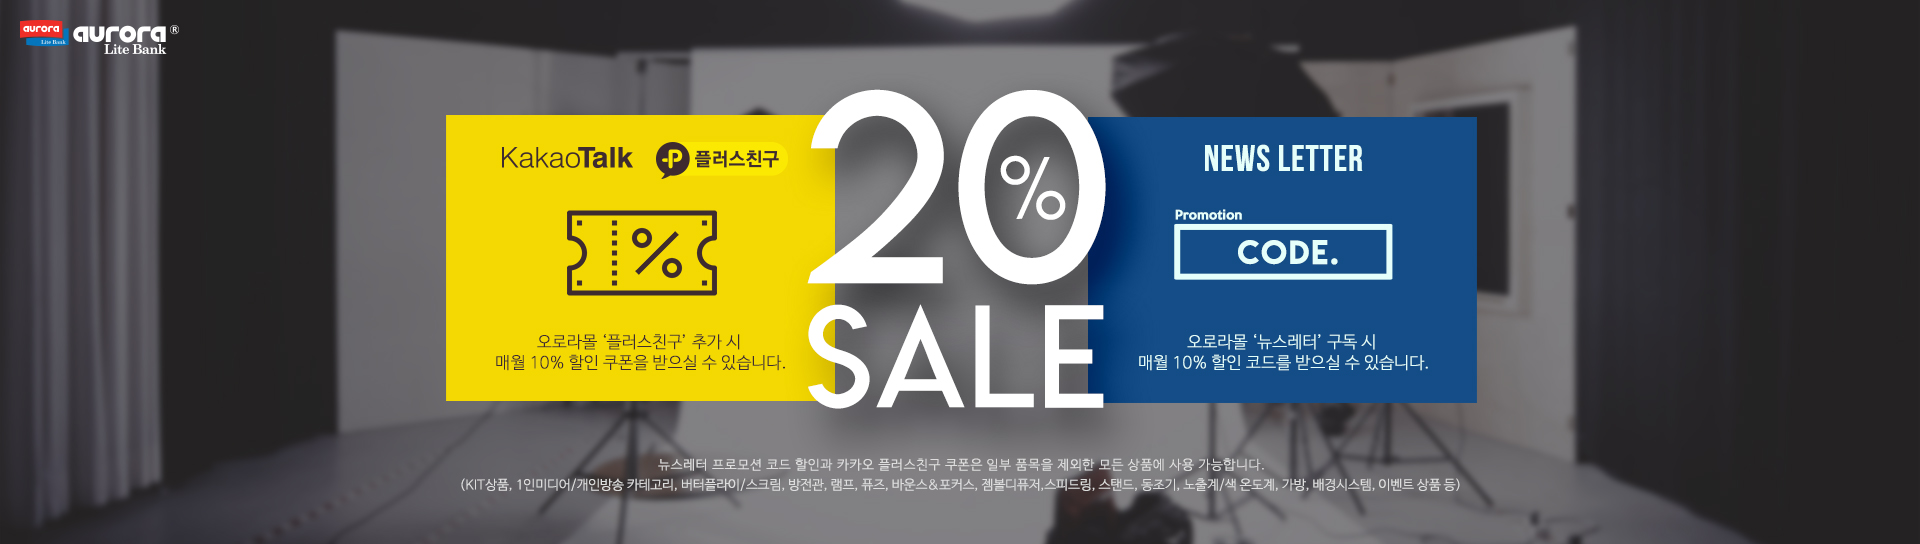 aurora
Lite Bank
aurora®
Lite Bank
KakaoTalk P 플러스친구
%
오로라몰 ‘플러스친구’ 추가 시
매월 10% 할인 쿠폰을 받으실 수 있습니다.
20%
SALE
NEWS LETTER
Promotion
CODE.
오로라몰 ‘뉴스레터’ 구독 시
매월 10% 할인 코드를 받으실 수 있습니다.
뉴스레터 프로모션 코드 할인과 카카오 플러스친구 쿠폰은 일부 품목을 제외한 모든 상품에 사용 가능합니다.
(KIT상품, 1인미디어/개인방송 카테고리, 버터플라이/스크림, 방전관, 램프, 퓨즈, 바운스&포커스, 젬볼디퓨저,스피드링, 스탠드, 동조기, 노출계/색 온도계, 가방, 배경시스템, 이벤트 상품 등)